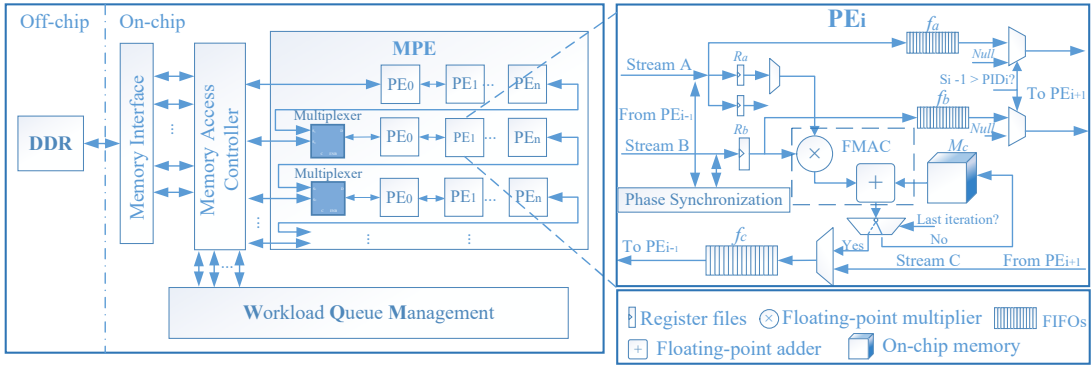 Off-chip
On-chip
DDR
Memory Interface
...
Memory Access
Controller
MPE
PE0
PE1
...
PEn
Multiplexer
PE0
PE1
...
PEn
Multiplexer
PE0
PE1
...
PEn
...
...
...
...
Workload Queue Management
PEi
fa
Null
Stream A
Ra
Si -1 > PIDi?
To PEi+1
From PEi-1
fb
Rb
Null
Stream B
FMAC
Mc
×
+
Phase Synchronization
Last iteration?
Yes
No
To PEi-1
fc
Stream C
From PEi+1
Register files
× Floating-point multiplier
FIFOs
+ Floating-point adder
On-chip memory